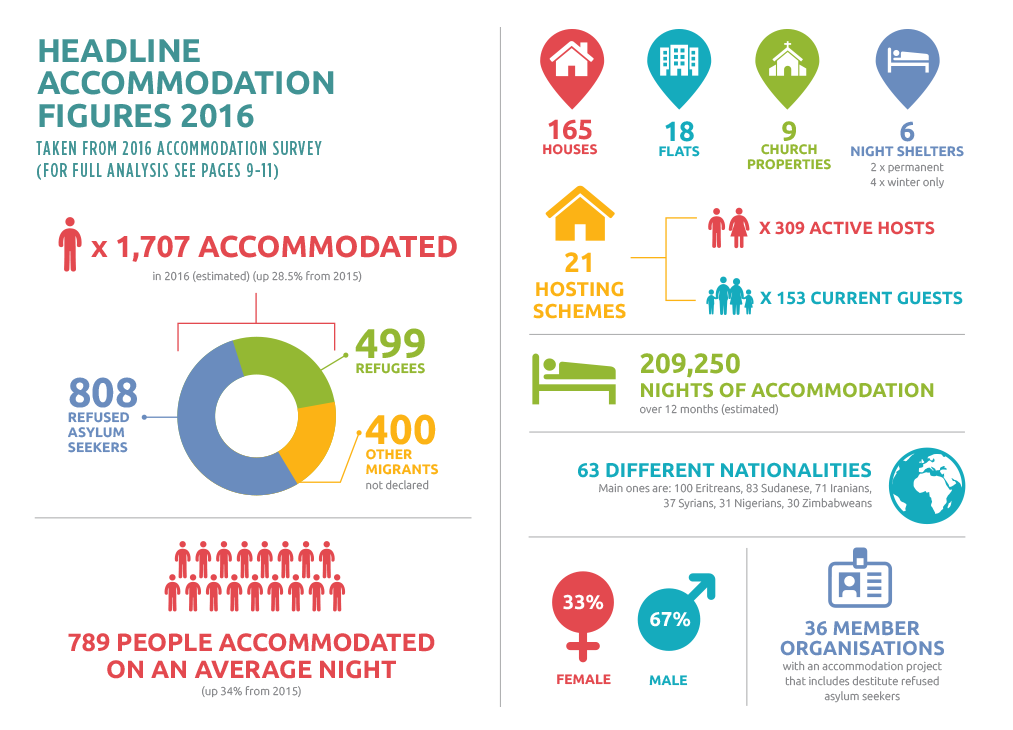 HEADLINE
ACCOMMODATION
FIGURES 2016
TAKEN FROM 2016 ACCOMMODATION SURVEY
(FOR FULL ANALYSIS SEE PAGES 9-11)
x 1,707 ACCOMMODATED
in 2016 (estimated) (up 28.5% from 2015)
499
REFUGEES
808
REFUSED
ASYLUM
SEEKERS
400
OTHER
MIGRANTS
not declared
789 PEOPLE ACCOMMODATED
ON AN AVERAGE NIGHT
(up 34% from 2015)
165
HOUSES
18
FLATS
9
CHURCH
PROPERTIES
6
NIGHT SHELTERS
2 x permanent
4 x winter only
21
HOSTING
SCHEMES
X 309 ACTIVE HOSTS
X 153 CURRENT GUESTS
209,250
NIGHTS OF ACCOMMODATION
over 12 months (estimated)
63 DIFFERENT NATIONALITIES
Main ones are: 100 Eritreans, 83 Sudanese, 71 Iranians,
37 Syrians, 31 Nigerians, 30 Zimbabweans
33%
FEMALE
67%
MALE
36 MEMBER
ORGANISATIONS
with an accommodation project
that includes destitute refused
asylum seekers